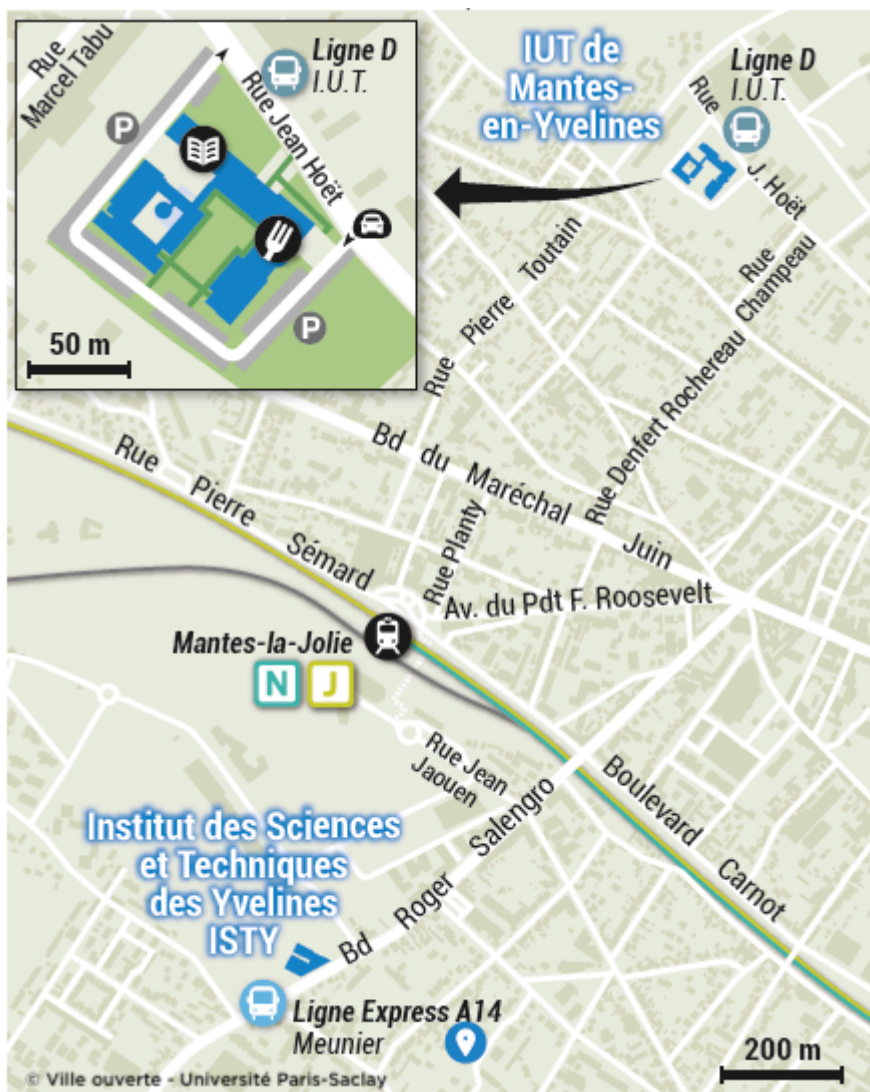 Rue
Marcel Tabu
P
Ligne D
I.U.T.
Rue Jean Hoët
P
50 m
IUT de
Mantes-
en-Yvelines
Ligne D
I.U.T.
Rue
J. Hoët
Rue Pierre Toutain
Rue
Champeau
Rue Denfert Rochereau
Bd du Maréchal Juin
Rue Pierre Sémard
Rue Planty
Av. du Pdt F. Roosevelt
Mantes-la-Jolie
N J
Rue Jean
Jaouen
Boulevard Carnot
Bd Roger Salengro
Institut des Sciences
et Techniques
des Yvelines
ISTY
Ligne Express A14
Meunier
200 m
© Ville ouverte - Université Paris-Saclay